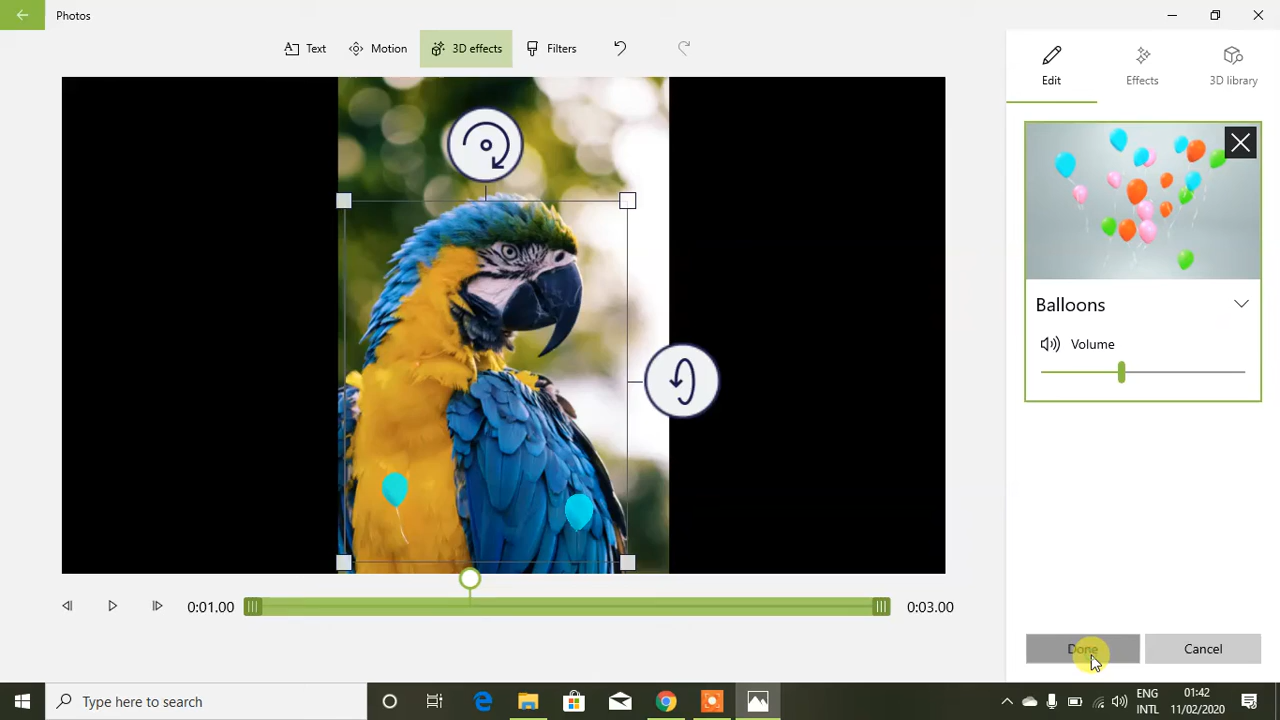 Photos
Text
Motion
3D effects
Filters
Edit
Effects
3D library
Balloons
Volume
0:01.00
0:03.00
Done
Cancel
Type here to search
ENG
INTL
01:42
11/02/2020